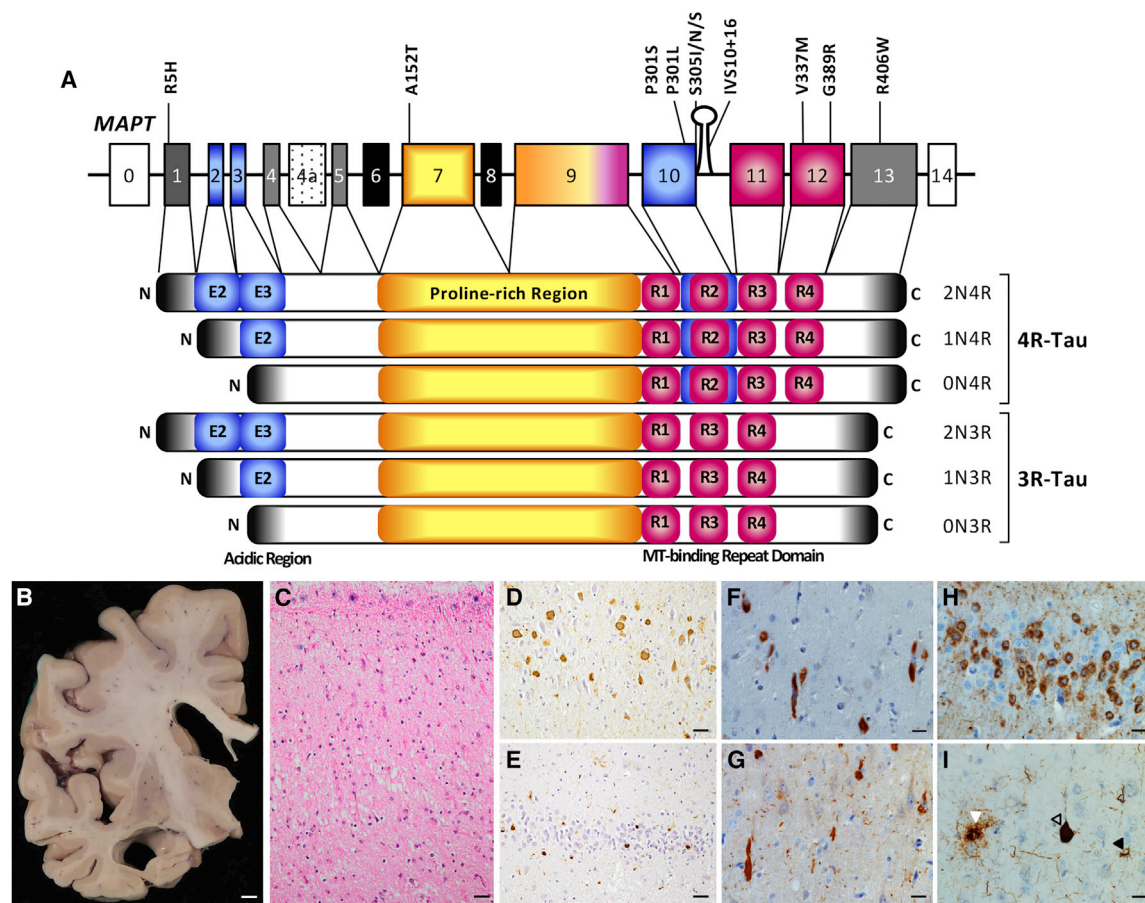 A
R5H
A152T
P301S
P301L
S305I/N/S
IVS10+16
V337M
G389R
R406W
MAPT
0 1 2 3 4 4a 5 6 7 8 9 10 11 12 13 14
N E2 E3 Proline-rich Region R1 R2 R3 R4 C 2N4R
N E2 R1 R2 R3 R4 C 1N4R
4R-Tau
N R1 R2 R3 R4 C 0N4R
N E2 E3 R1 R3 R4 C 2N3R
N E2 R1 R3 R4 C 1N3R
3R-Tau
N R1 R3 R4 C 0N3R
Acidic Region MT-binding Repeat Domain
B C D F H
E G I